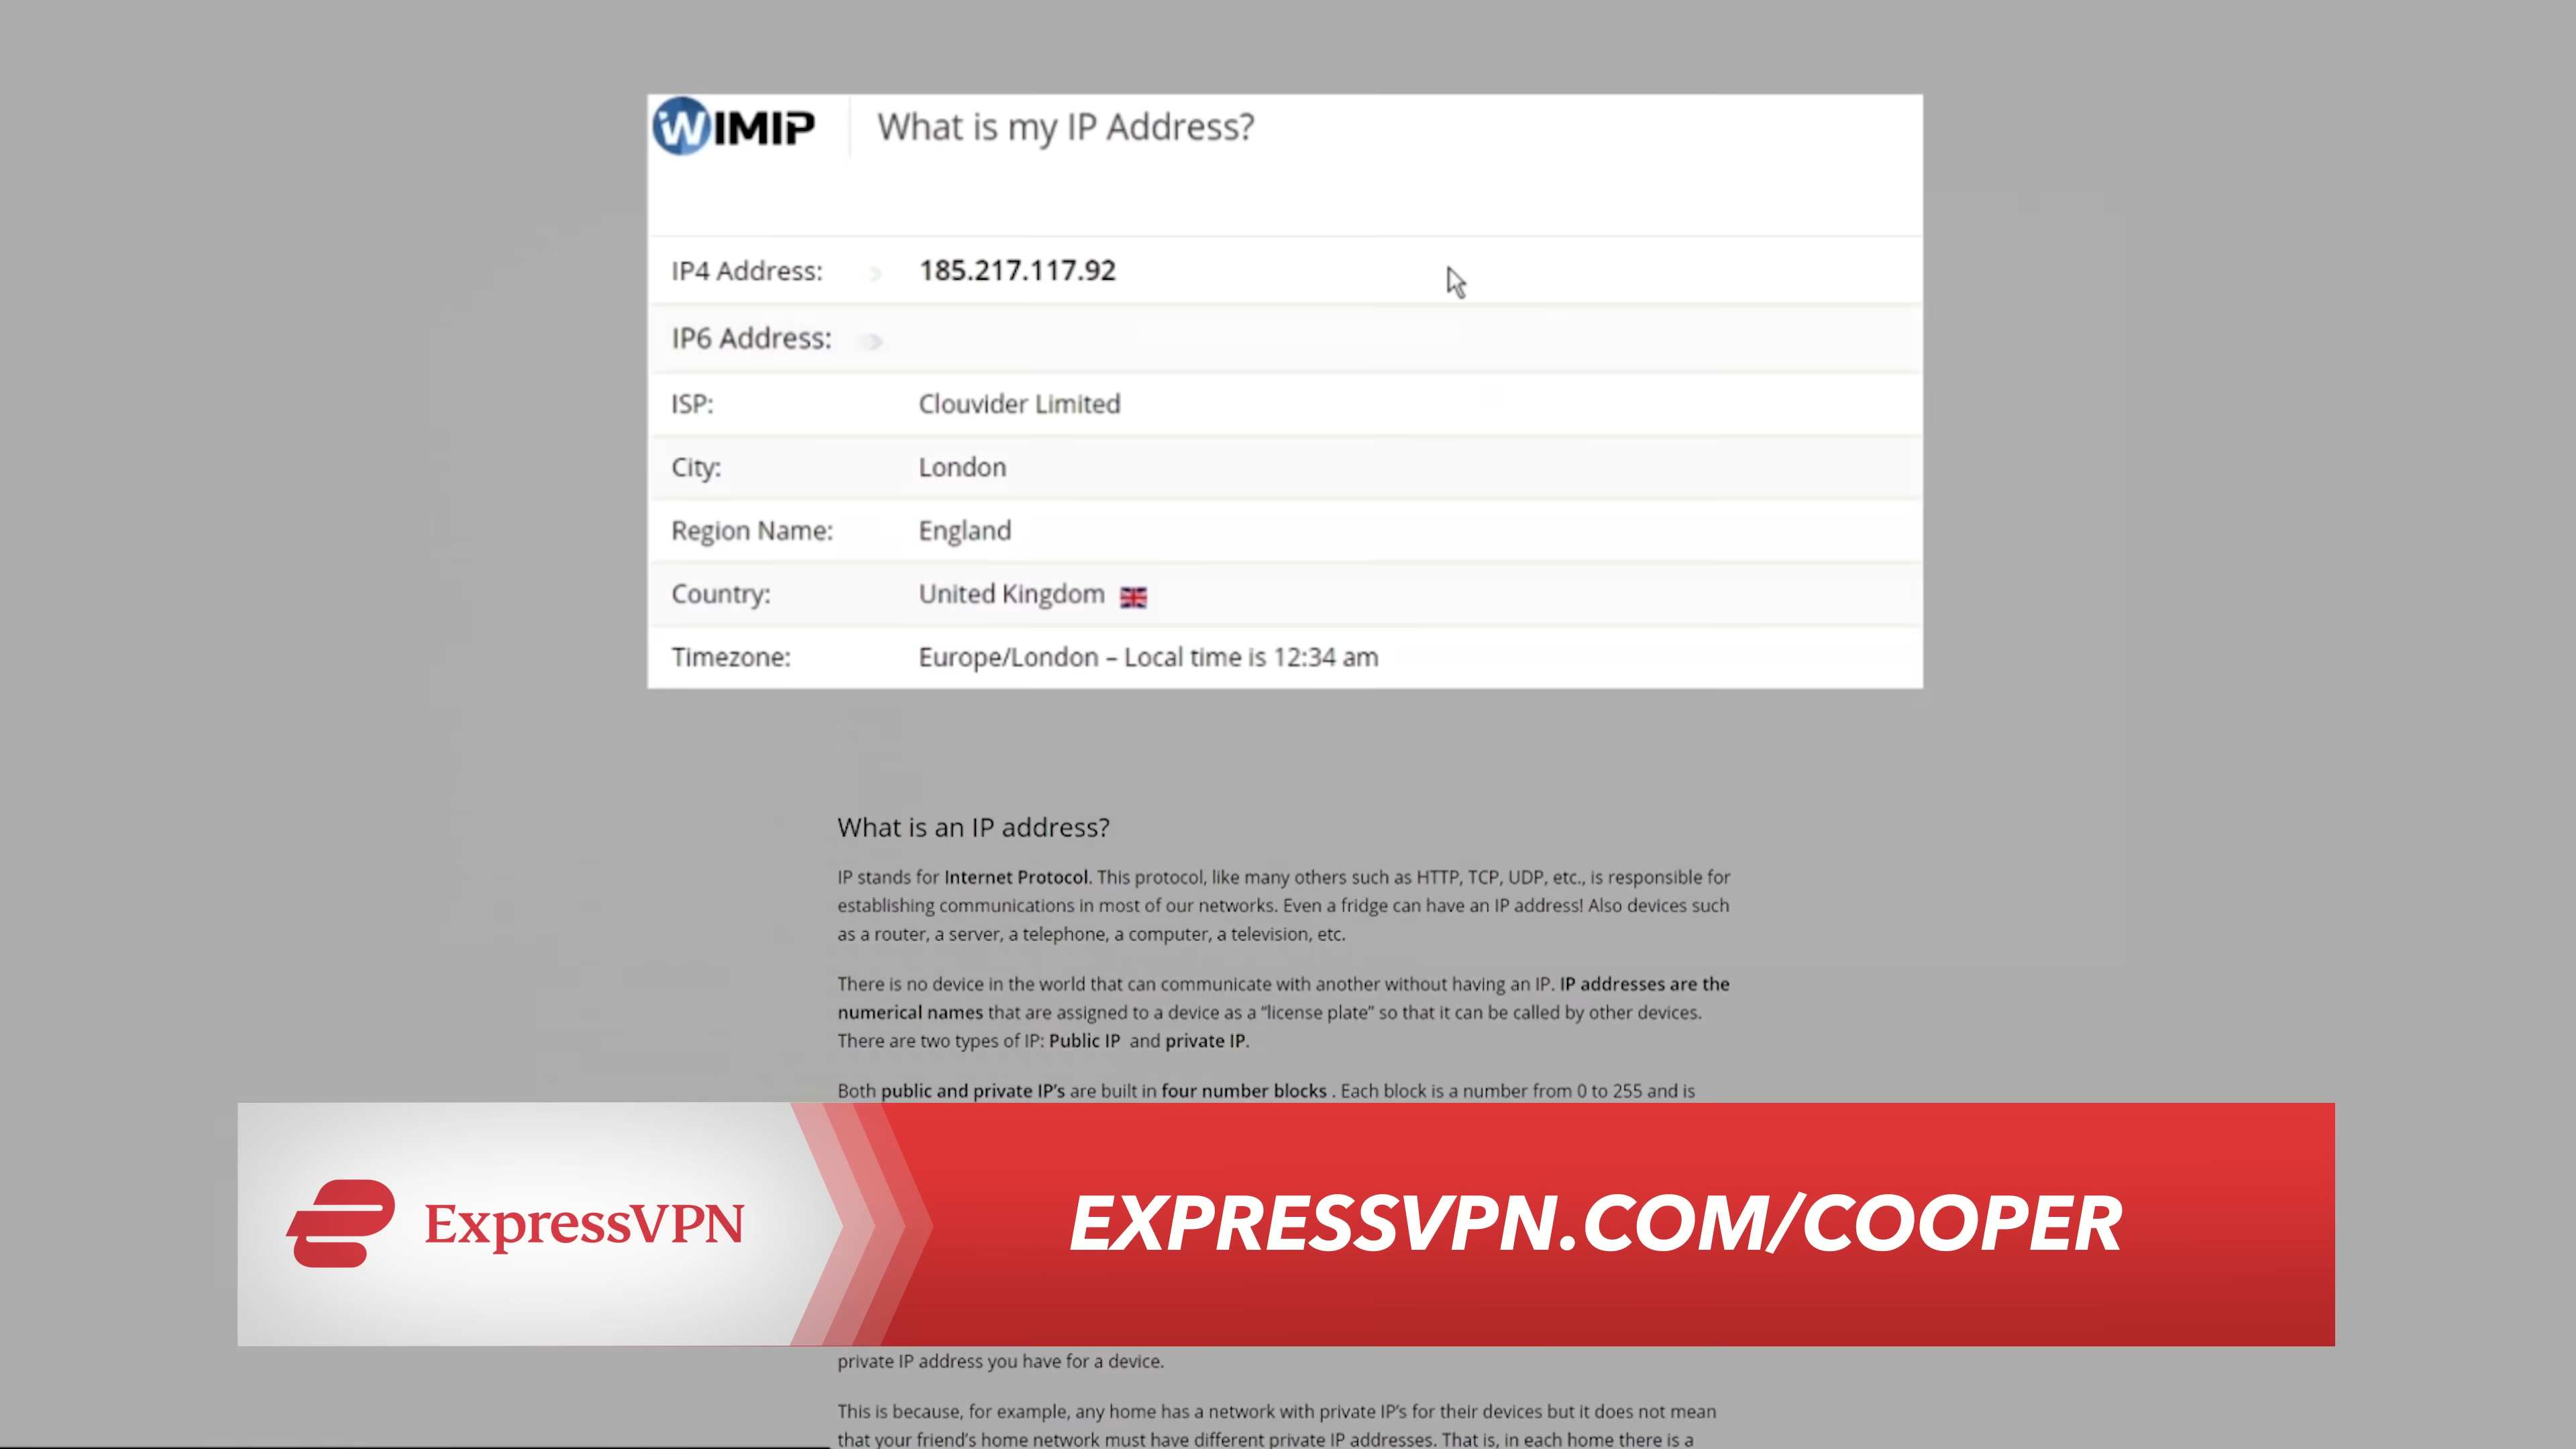 WIMIP
What is my IP Address?
IP4 Address: 185.217.117.92
IP6 Address:
ISP: Clouvider Limited
City: London
Region Name: England
Country: United Kingdom
Timezone: Europe/London – Local time is 12:34 am
What is an IP address?
IP stands for Internet Protocol. This protocol, like many others such as HTTP, TCP, UDP, etc., is responsible for
establishing communications in most of our networks. Even a fridge can have an IP address! Also devices such
as a router, a server, a telephone, a computer, a television, etc.
There is no device in the world that can communicate with another without having an IP. IP addresses are the
numerical names that are assigned to a device as a “license plate” so that it can be called by other devices.
There are two types of IP: Public IP and private IP.
Both public and private IP’s are built in four number blocks . Each block is a number from 0 to 255 and is
ExpressVPN
EXPRESSVPN.COM/COOPER
private IP address you have for a device.
This is because, for example, any home has a network with private IP’s for their devices but it does not mean
that your friend’s home network must have different private IP addresses. That is, in each home there is a